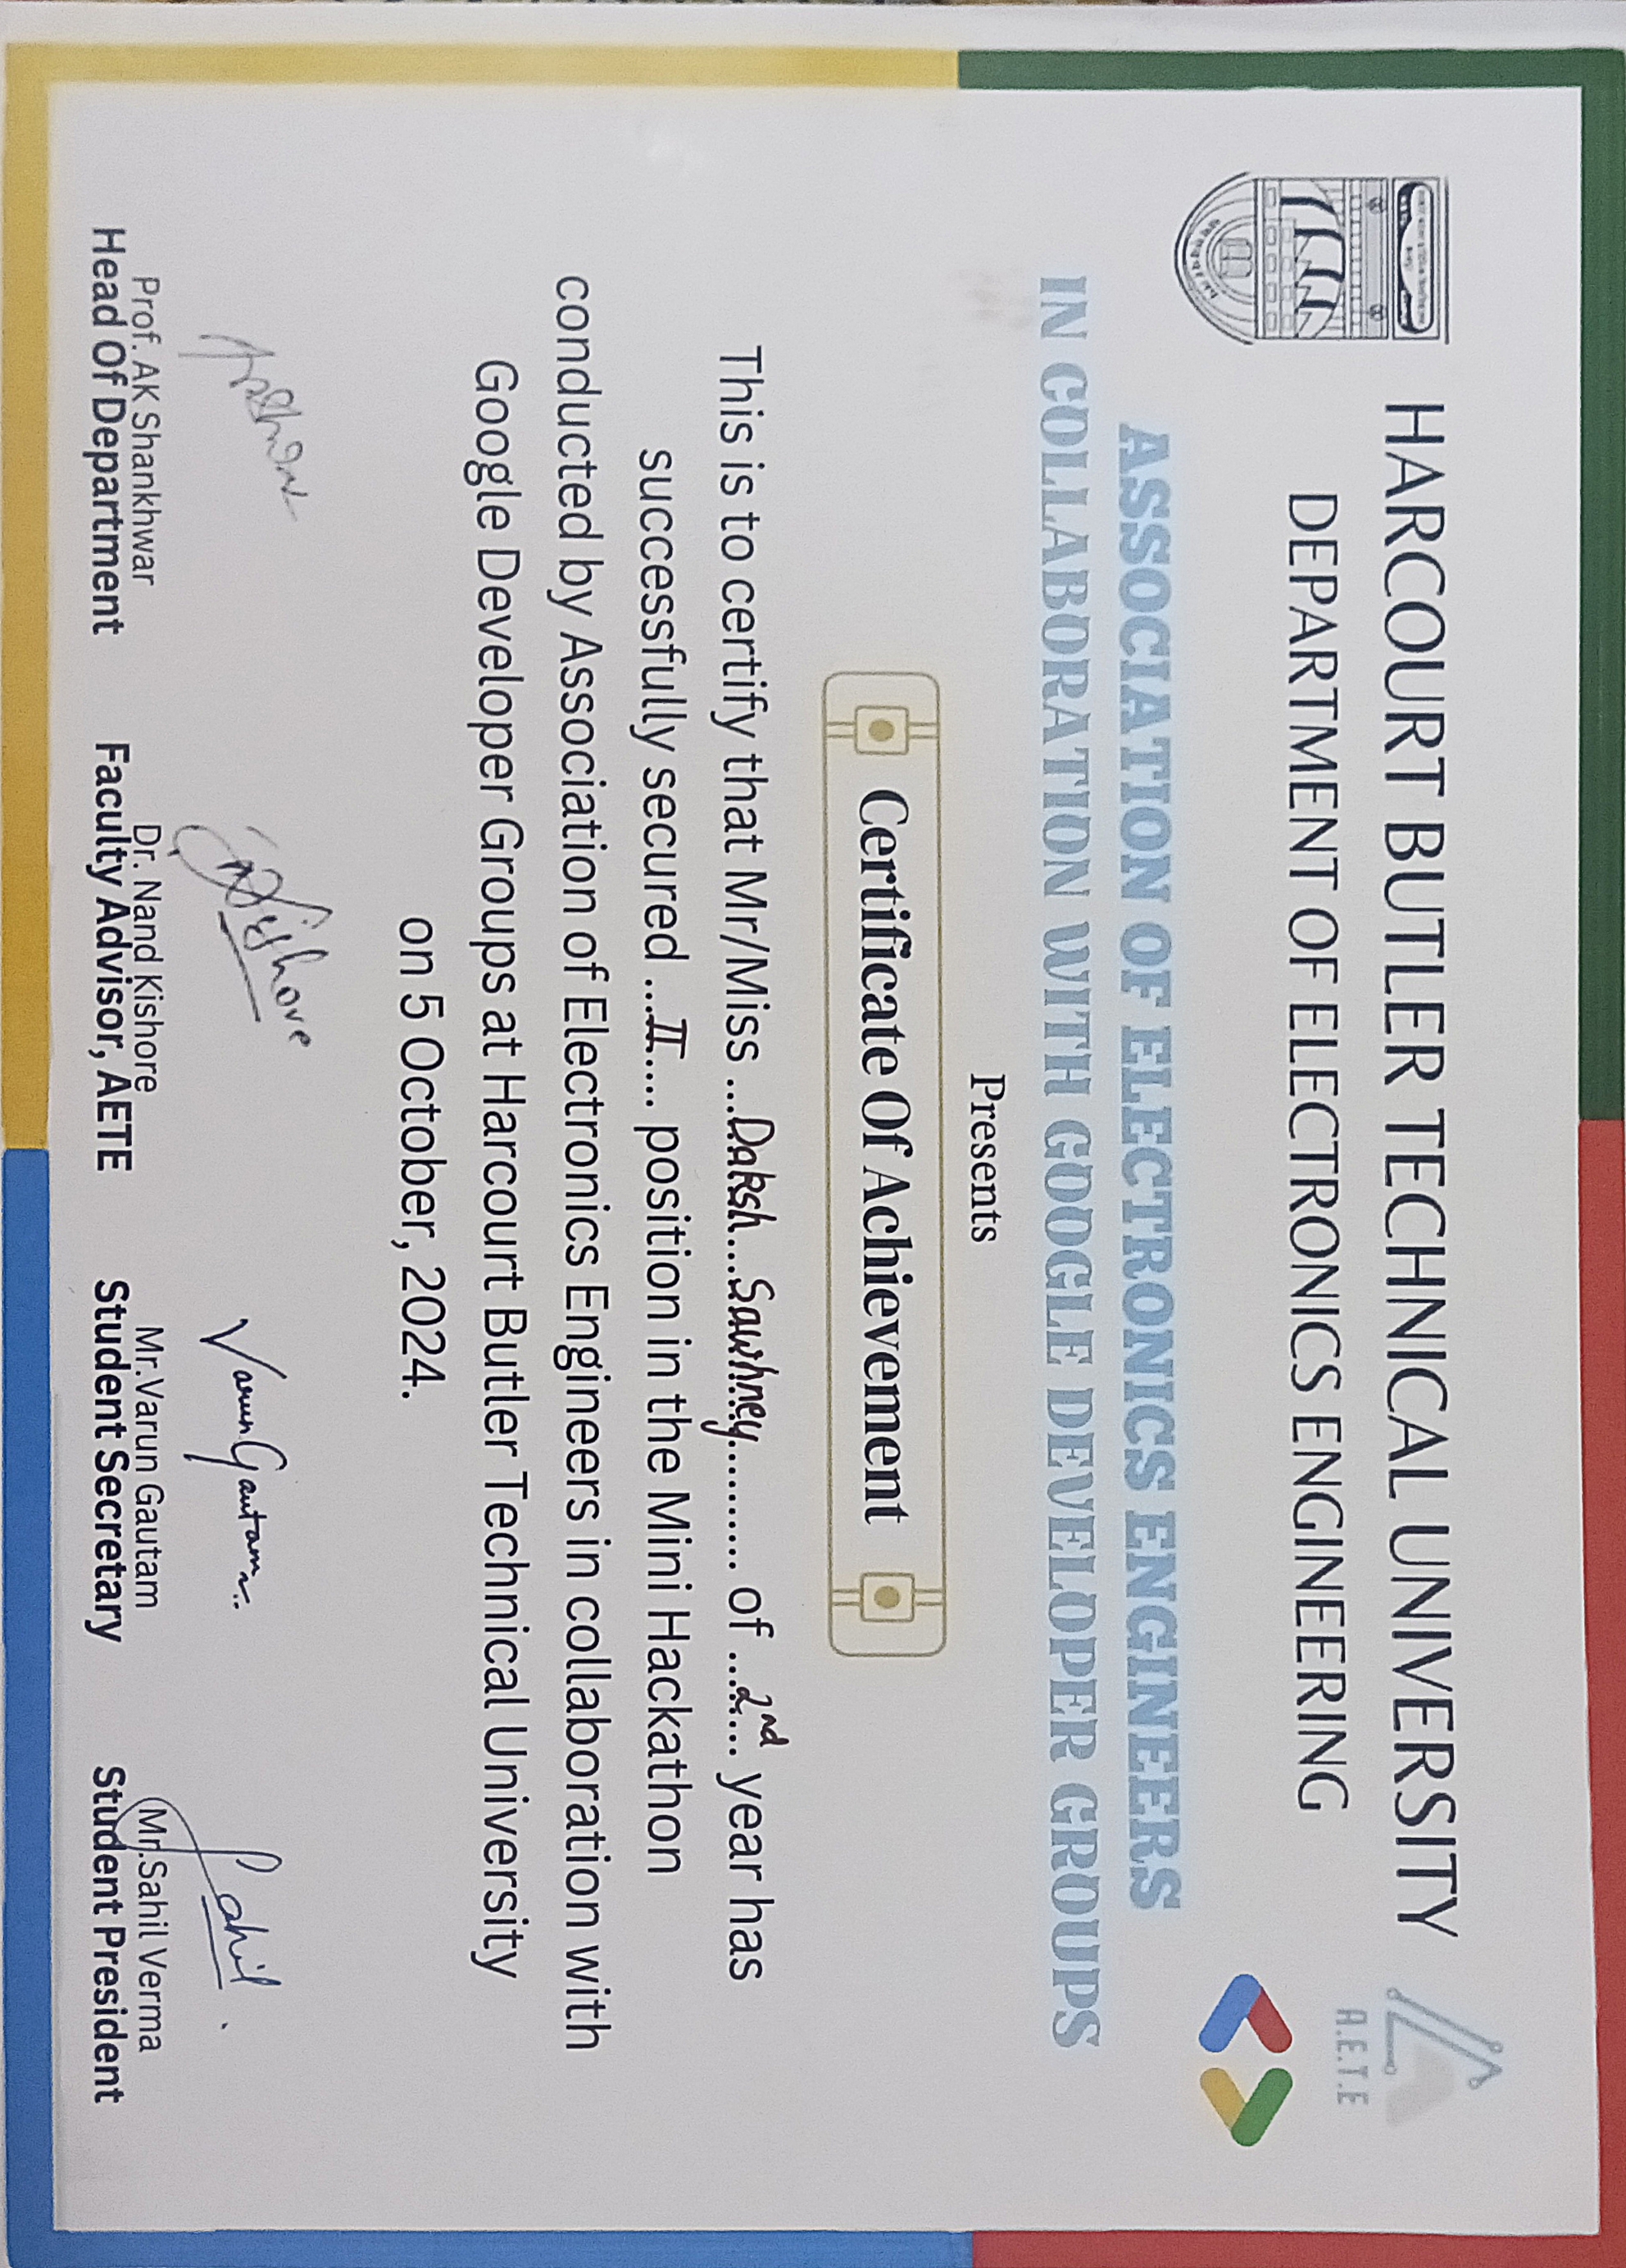 HARCOURT BUTLER TECHNICAL UNIVERSITY
DEPARTMENT OF ELECTRONICS ENGINEERING
A.E.T.E
ASSOCIATION OF ELECTRONICS ENGINEERS
IN COLLABORATION WITH GOOGLE DEVELOPER GROUPS
Presents
Certificate Of Achievement
This is to certify that Mr/Miss ...Daksh...Sawhney.......... of ...2nd... year has
successfully secured ...II.... position in the Mini Hackathon
conducted by Association of Electronics Engineers in collaboration with
Google Developer Groups at Harcourt Butler Technical University
on 5 October, 2024.
Kishore
Varun Gautam
Sahil.
Prof. AK Shankhwar
Head Of Department
Dr. Nand Kishore
Faculty Advisor, AETE
Mr.Varun Gautam
Student Secretary
Mr.Sahil Verma
Student President